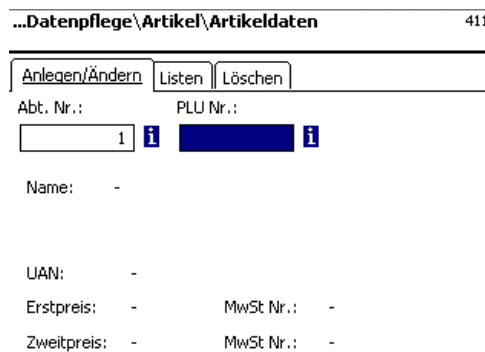 ...Datenpflege\Artikel\Artikeldaten 411
Anlegen/Ändern Listen Löschen
Abt. Nr.: PLU Nr.:
1 i i
Name: -
UAN: -
Erstpreis: - MwSt Nr.: -
Zweitpreis: - MwSt Nr.: -